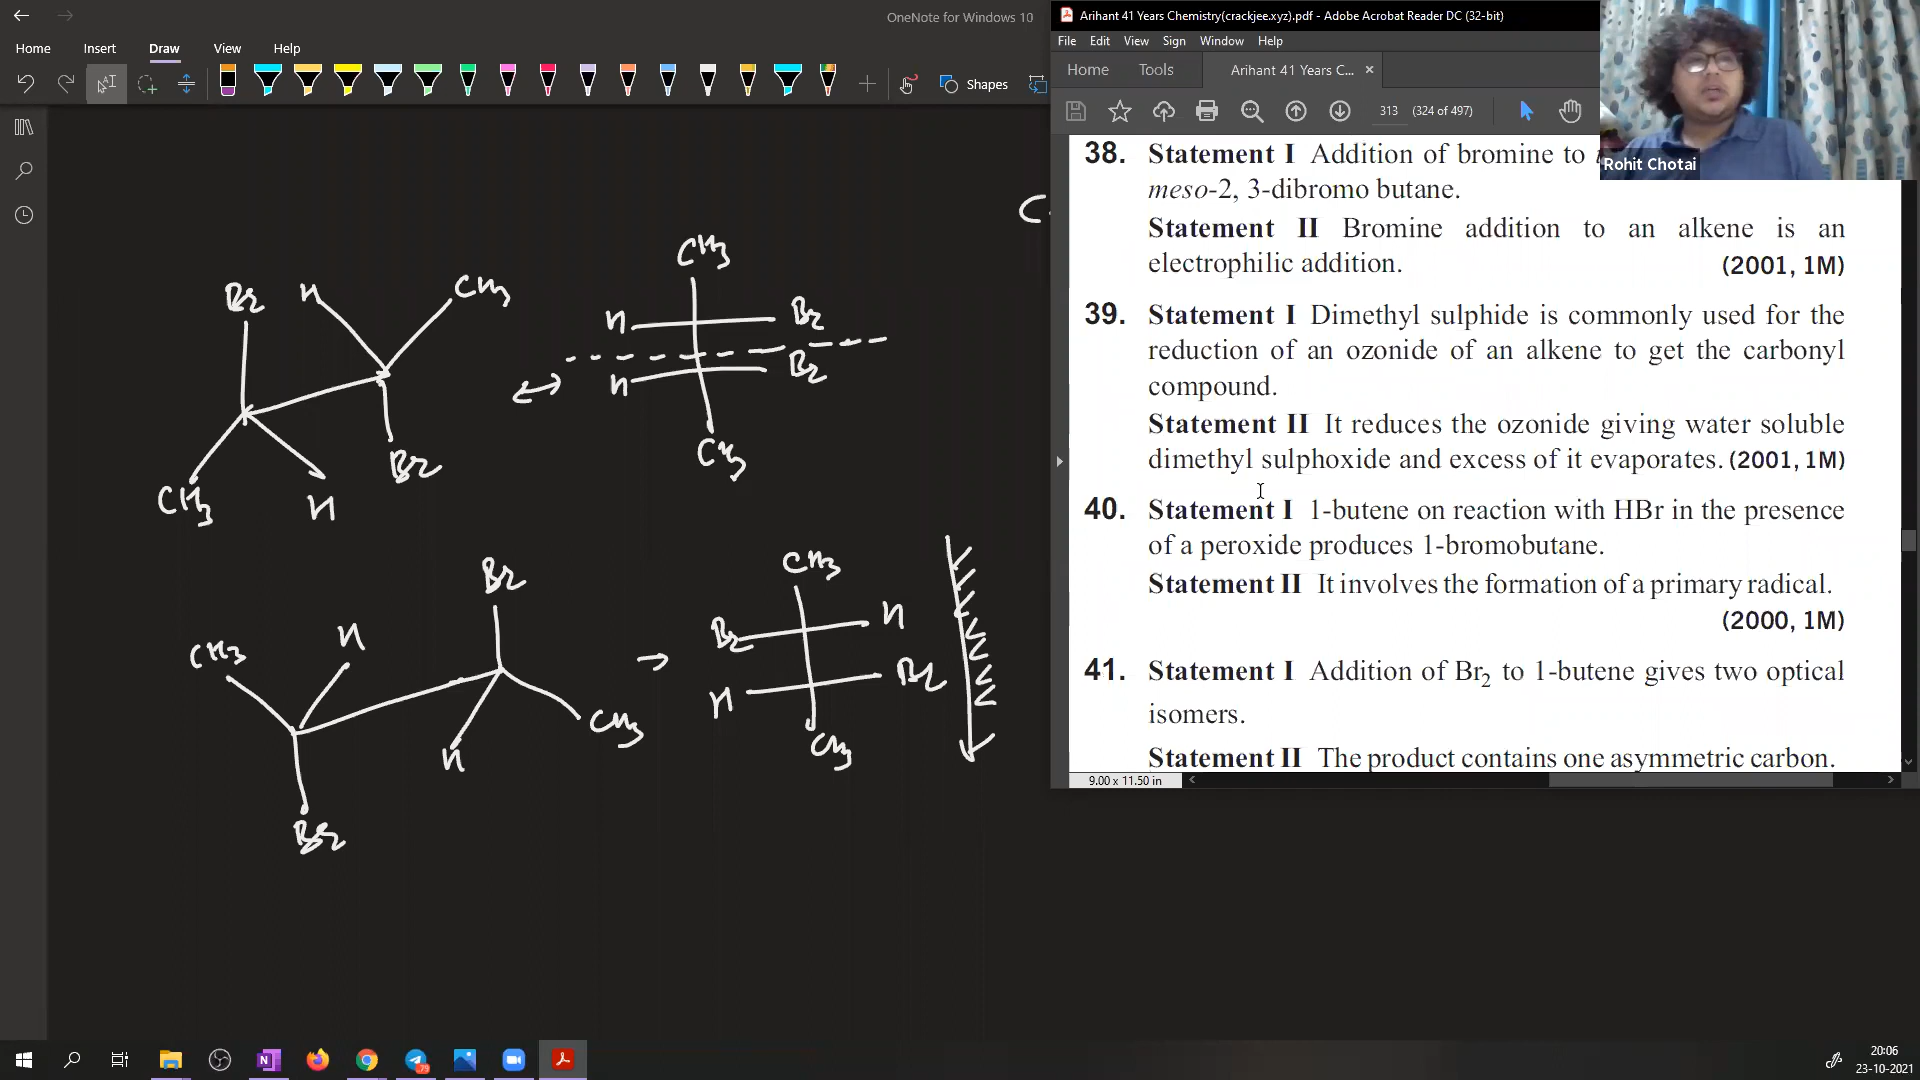 OneNote for Windows 10
Home Insert Draw View Help
Shapes
Br H CH3
CH3 H Br
CH3
H Br
H Br
CH3
CH3 H Br
Br H CH3
CH3
Br H
H Br
CH3
C
Arihant 41 Years Chemistry(crackjee.xyz).pdf - Adobe Acrobat Reader DC (32-bit)
File Edit View Sign Window Help
Home Tools Arihant 41 Years C...
313 (324 of 497)
Rohit Chotai
38. Statement I Addition of bromine to
meso-2, 3-dibromo butane.
Statement II Bromine addition to an alkene is an
electrophilic addition. (2001, 1M)
39. Statement I Dimethyl sulphide is commonly used for the
reduction of an ozonide of an alkene to get the carbonyl
compound.
Statement II It reduces the ozonide giving water soluble
dimethyl sulphoxide and excess of it evaporates. (2001, 1M)
40. Statement I 1-butene on reaction with HBr in the presence
of a peroxide produces 1-bromobutane.
Statement II It involves the formation of a primary radical.
(2000, 1M)
41. Statement I Addition of Br2 to 1-butene gives two optical
isomers.
Statement II The product contains one asymmetric carbon.
9.00 x 11.50 in
79
20:06
23-10-2021